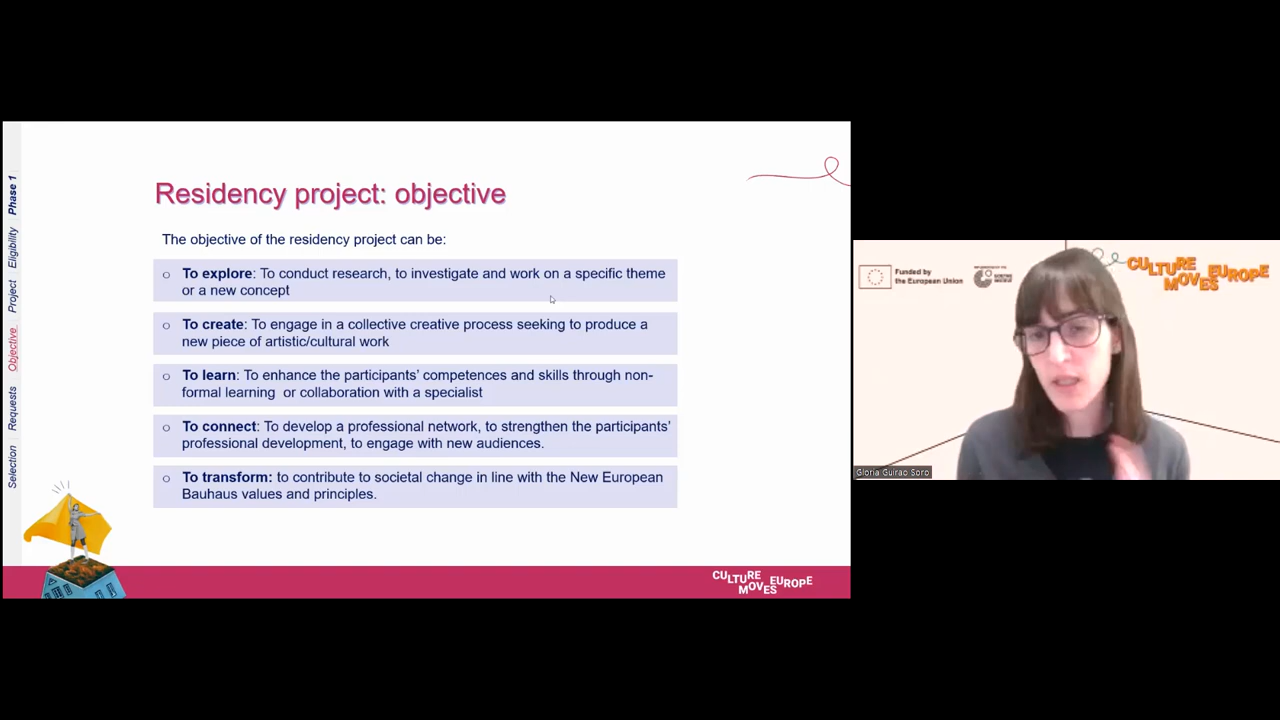 Phase 1
Eligibility
Project
Objective
Requests
Selection
Residency project: objective
The objective of the residency project can be:
○ To explore: To conduct research, to investigate and work on a specific theme
or a new concept
○ To create: To engage in a collective creative process seeking to produce a
new piece of artistic/cultural work
○ To learn: To enhance the participants' competences and skills through non-
formal learning or collaboration with a specialist
○ To connect: To develop a professional network, to strengthen the participants'
professional development, to engage with new audiences.
○ To transform: to contribute to societal change in line with the New European
Bauhaus values and principles.
CULTURE
MOVES EUROPE
Funded by
the European Union
GOETHE
INSTITUT
CULTURE
MOVES EUROPE
Gloria Guirao Soro